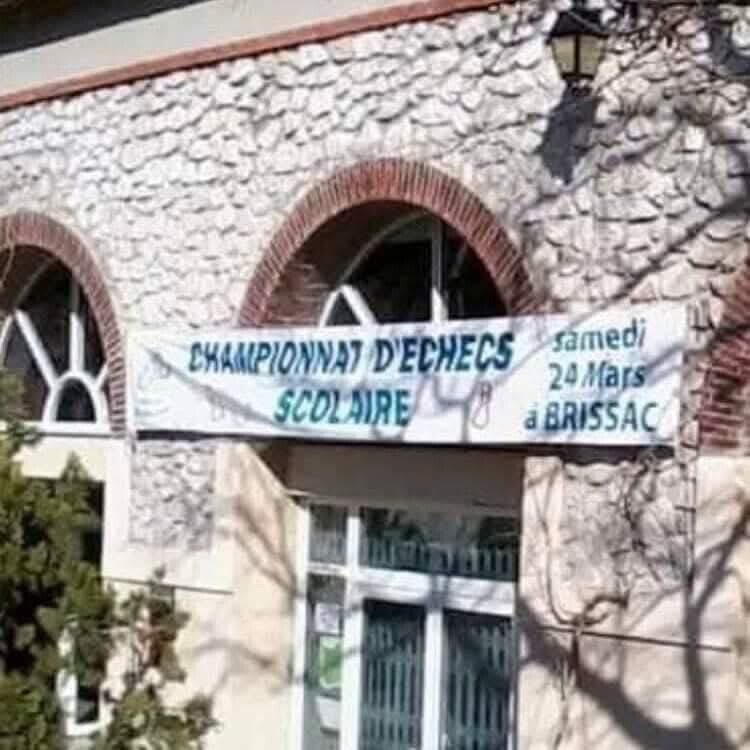 CHAMPIONNAT D'ECHECS
SCOLAIRE
samedi
24 Mars
à BRISSAC